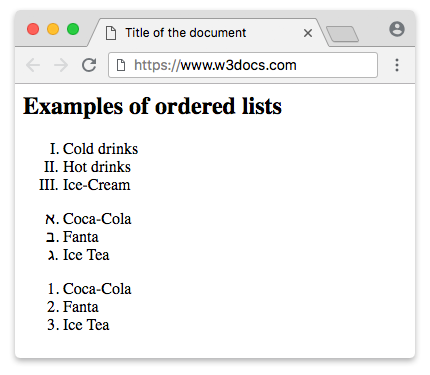 Title of the document
https://www.w3docs.com
Examples of ordered lists
I. Cold drinks
II. Hot drinks
III. Ice-Cream
א. Coca-Cola
ב. Fanta
ג. Ice Tea
1. Coca-Cola
2. Fanta
3. Ice Tea